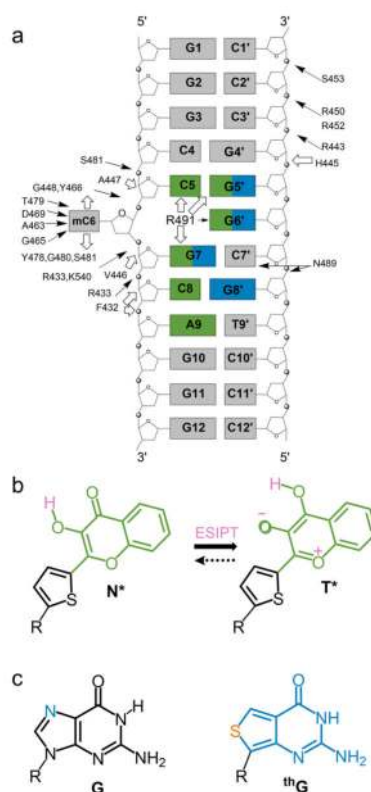 a
5' 3'
G1 C1'
S453
G2 C2'
R450
R452
G3 C3'
R443
C4 G4'
H445
S481
A447
G448,Y466
C5 G5'
T479
D469
mC6
R491
G6'
A463
G465
Y478,G480,S481
V446
G7 C7'
N489
R433,K540
R433
C8 G8'
F432
A9 T9'
G10 C10'
G11 C11'
G12 C12'
3' 5'
b
H
O O
O
S
R
N*
ESIPT
H
O O
−
O
O
+
S
R
T*
c
O
N N H
N N NH₂
R
G
O
NH
S
N NH₂
R
thG